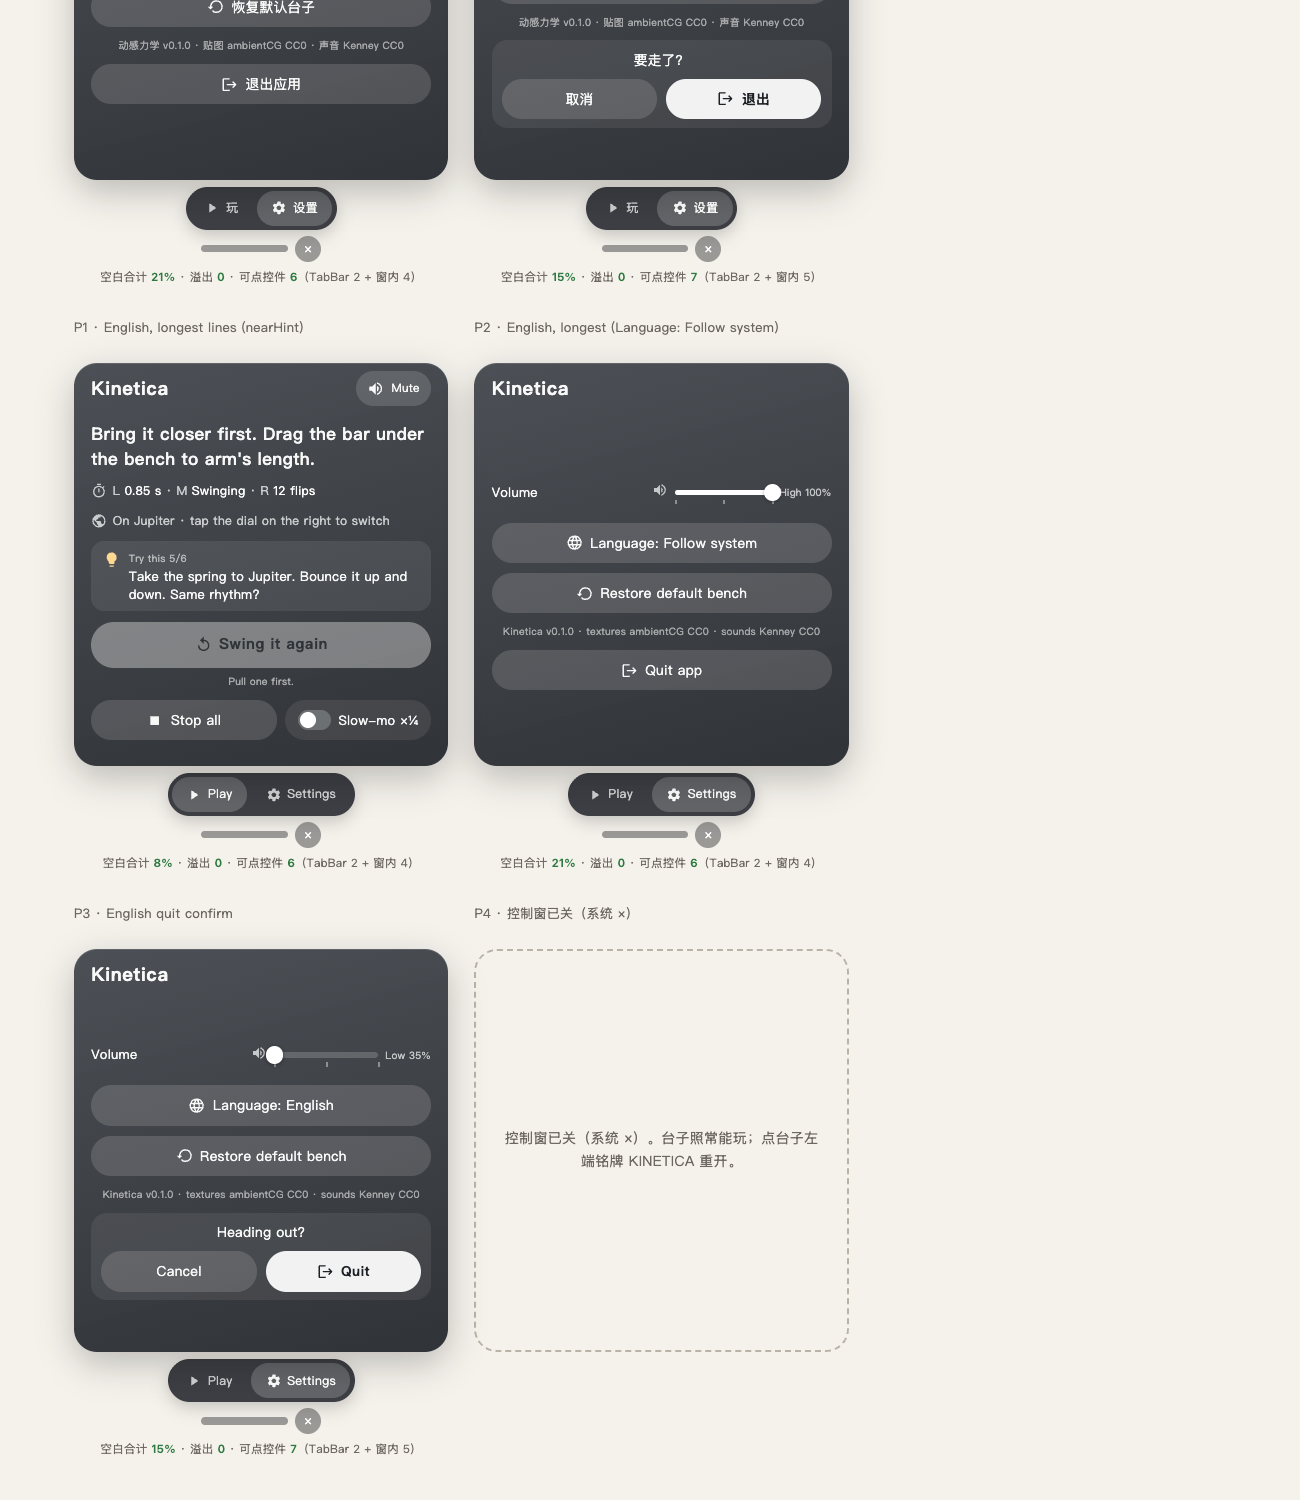 恢复默认台子
动感力学 v0.1.0 · 贴图 ambientCG CC0 · 声音 Kenney CC0
退出应用
玩
设置
空白合计 21% · 溢出 0 · 可点控件 6（TabBar 2 + 窗内 4）
动感力学 v0.1.0 · 贴图 ambientCG CC0 · 声音 Kenney CC0
要走了?
取消
退出
玩
设置
空白合计 15% · 溢出 0 · 可点控件 7（TabBar 2 + 窗内 5）
P1 · English, longest lines (nearHint)
Kinetica
Mute
Bring it closer first. Drag the bar under
the bench to arm's length.
L 0.85 s · M Swinging · R 12 flips
On Jupiter · tap the dial on the right to switch
Try this 5/6
Take the spring to Jupiter. Bounce it up and
down. Same rhythm?
Swing it again
Pull one first.
Stop all
Slow-mo ×¼
Play
Settings
空白合计 8% · 溢出 0 · 可点控件 6（TabBar 2 + 窗内 4）
P2 · English, longest (Language: Follow system)
Kinetica
Volume
High 100%
Language: Follow system
Restore default bench
Kinetica v0.1.0 · textures ambientCG CC0 · sounds Kenney CC0
Quit app
Play
Settings
空白合计 21% · 溢出 0 · 可点控件 6（TabBar 2 + 窗内 4）
P3 · English quit confirm
Kinetica
Volume
Low 35%
Language: English
Restore default bench
Kinetica v0.1.0 · textures ambientCG CC0 · sounds Kenney CC0
Heading out?
Cancel
Quit
Play
Settings
空白合计 15% · 溢出 0 · 可点控件 7（TabBar 2 + 窗内 5）
P4 · 控制窗已关（系统 ×）
控制窗已关（系统 ×）。台子照常能玩；点台子左
端铭牌 KINETICA 重开。